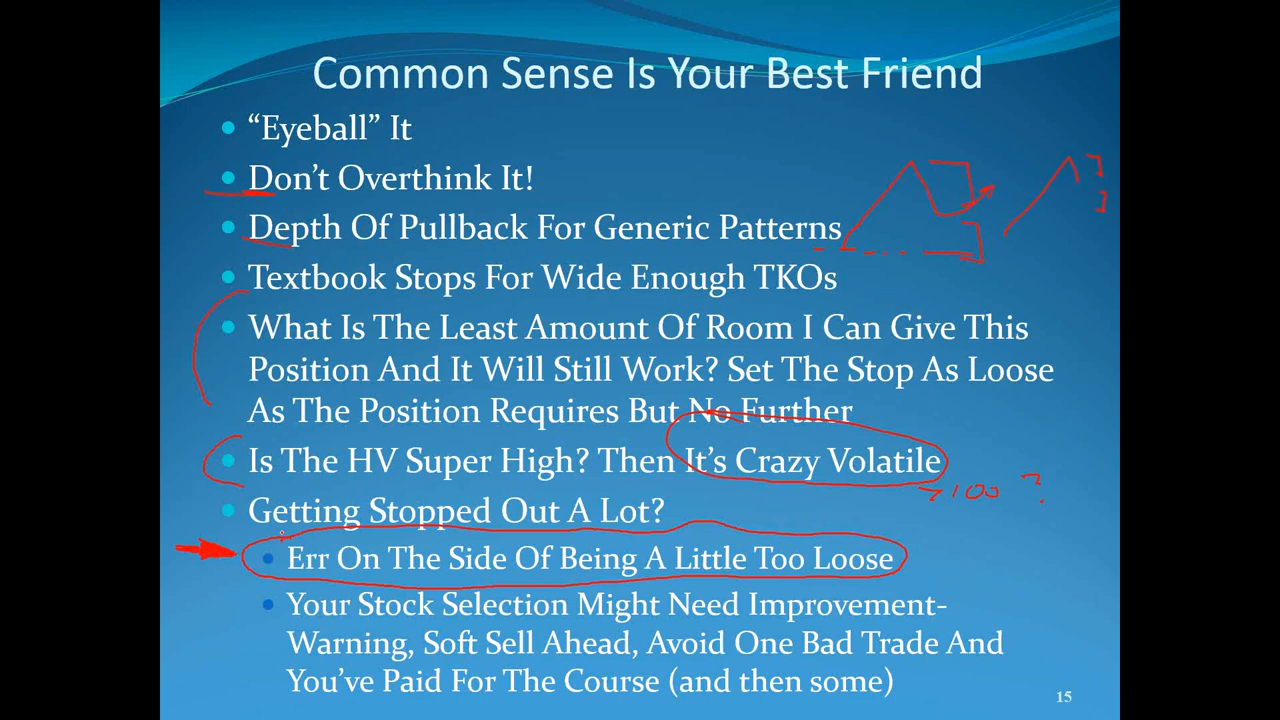 Common Sense Is Your Best Friend
“Eyeball” It
Don’t Overthink It!
Depth Of Pullback For Generic Patterns
Textbook Stops For Wide Enough TKOs
What Is The Least Amount Of Room I Can Give This
Position And It Will Still Work? Set The Stop As Loose
As The Position Requires But No Further
Is The HV Super High? Then It’s Crazy Volatile
>100 ?
Getting Stopped Out A Lot?
Err On The Side Of Being A Little Too Loose
Your Stock Selection Might Need Improvement-
Warning, Soft Sell Ahead, Avoid One Bad Trade And
You’ve Paid For The Course (and then some)
15